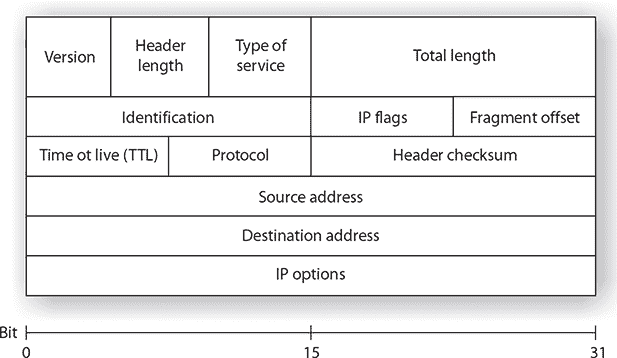 Version
Header
length
Type of
service
Total length
Identification
IP flags
Fragment offset
Time ot live (TTL)
Protocol
Header checksum
Source address
Destination address
IP options
Bit
0
15
31